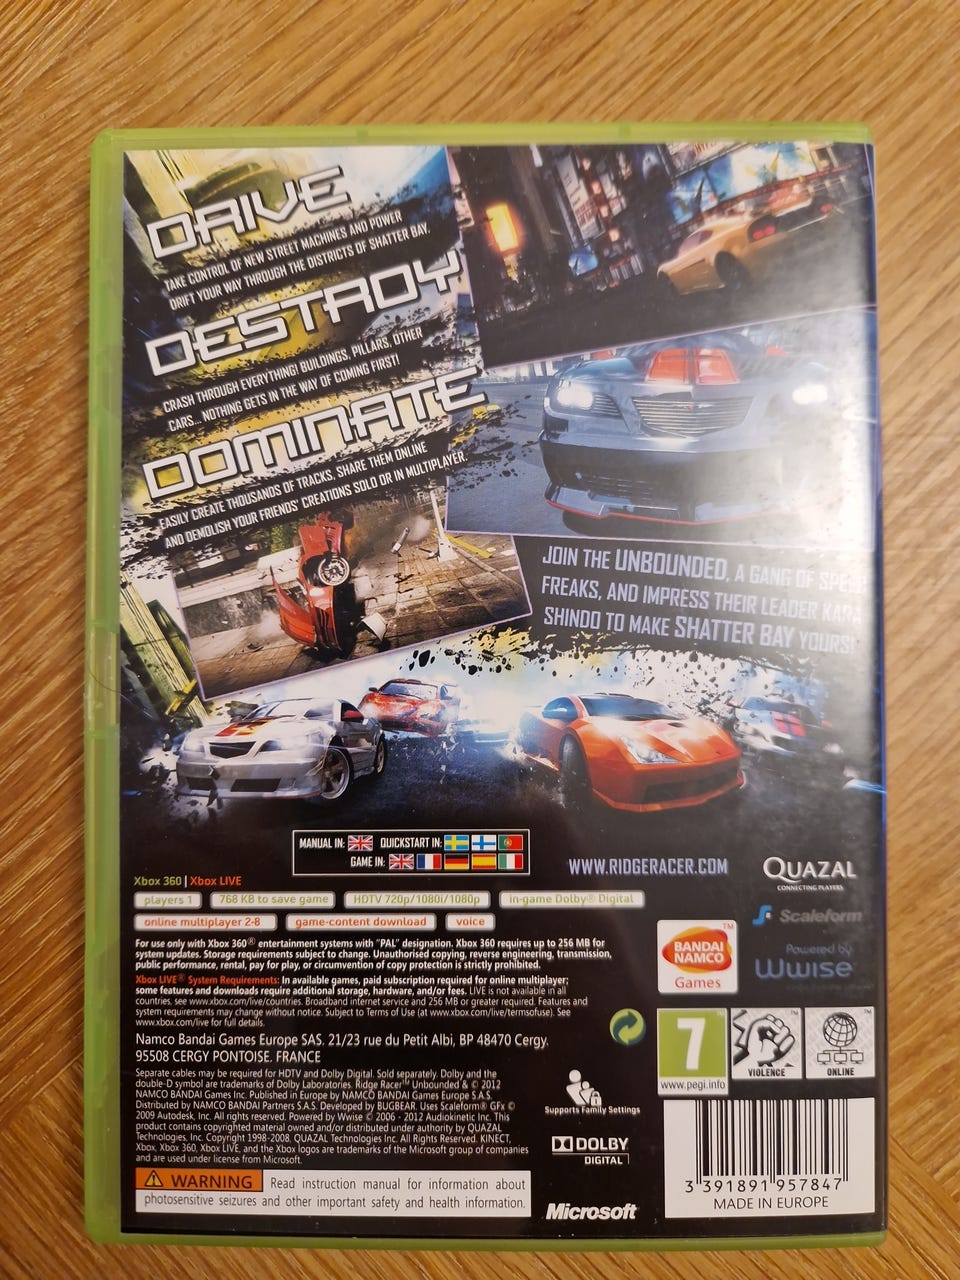 DRIVE
TAKE CONTROL OF NEW STREET MACHINES AND POWER
DRIFT YOUR WAY THROUGH THE DISTRICTS OF SHATTER BAY.
DESTROY
CRASH THROUGH EVERYTHING! BUILDINGS, PILLARS, OTHER
CARS... NOTHING GETS IN THE WAY OF COMING FIRST!
DOMINATE
EASILY CREATE THOUSANDS OF TRACKS, SHARE THEM ONLINE
AND DEMOLISH YOUR FRIENDS' CREATIONS SOLO OR IN MULTIPLAYER.
JOIN THE UNBOUNDED, A GANG OF SPEED
FREAKS, AND IMPRESS THEIR LEADER KARA
SHINDO TO MAKE SHATTER BAY YOURS!
MANUAL IN: QUICKSTART IN:
GAME IN:
WWW.RIDGERACER.COM
QUAZAL
CONNECTING PLAYERS
Xbox 360 | Xbox LIVE
players 1 768 KB to save game HDTV 720p/1080i/1080p in-game Dolby® Digital
online multiplayer 2-8 game-content download voice
Scaleform
Powered by
Wwise
BANDAI
NAMCO
Games
TM
For use only with Xbox 360® entertainment systems with "PAL" designation. Xbox 360 requires up to 256 MB for
system updates. Storage requirements subject to change. Unauthorised copying, reverse engineering, transmission,
public performance, rental, pay for play, or circumvention of copy protection is strictly prohibited.
Xbox LIVE® System Requirements: In available games, paid subscription required for online multiplayer;
some features and downloads require additional storage, hardware, and/or fees. LIVE is not available in all
countries, see www.xbox.com/live/countries. Broadband internet service and 256 MB or greater required. Features and
system requirements may change without notice. Subject to Terms of Use (at www.xbox.com/live/termsofuse). See
www.xbox.com/live for full details.
Namco Bandai Games Europe SAS. 21/23 rue du Petit Albi, BP 48470 Cergy.
95508 CERGY PONTOISE. FRANCE
Separate cables may be required for HDTV and Dolby Digital. Sold separately. Dolby and the
double-D symbol are trademarks of Dolby Laboratories. Ridge Racer™ Unbounded & © 2012
NAMCO BANDAI Games Inc. Published in Europe by NAMCO BANDAI Games Europe S.A.S.
Distributed by NAMCO BANDAI Partners S.A.S. Developed by BUGBEAR. Uses Scaleform® GFx ©
2009 Autodesk, Inc. All rights reserved. Powered by Wwise © 2006 - 2012 Audiokinetic Inc. This
product contains copyrighted material owned and/or distributed under authority by QUAZAL
Technologies, Inc. Copyright 1998-2008, QUAZAL Technologies Inc. All Rights Reserved. KINECT,
Xbox, Xbox 360, Xbox LIVE, and the Xbox logos are trademarks of the Microsoft group of companies
and are used under license from Microsoft.
7
www.pegi.info
VIOLENCE
ONLINE
Supports Family Settings
DOLBY
DIGITAL
WARNING Read instruction manual for information about
photosensitive seizures and other important safety and health information.
Microsoft
3 391891 957847
MADE IN EUROPE